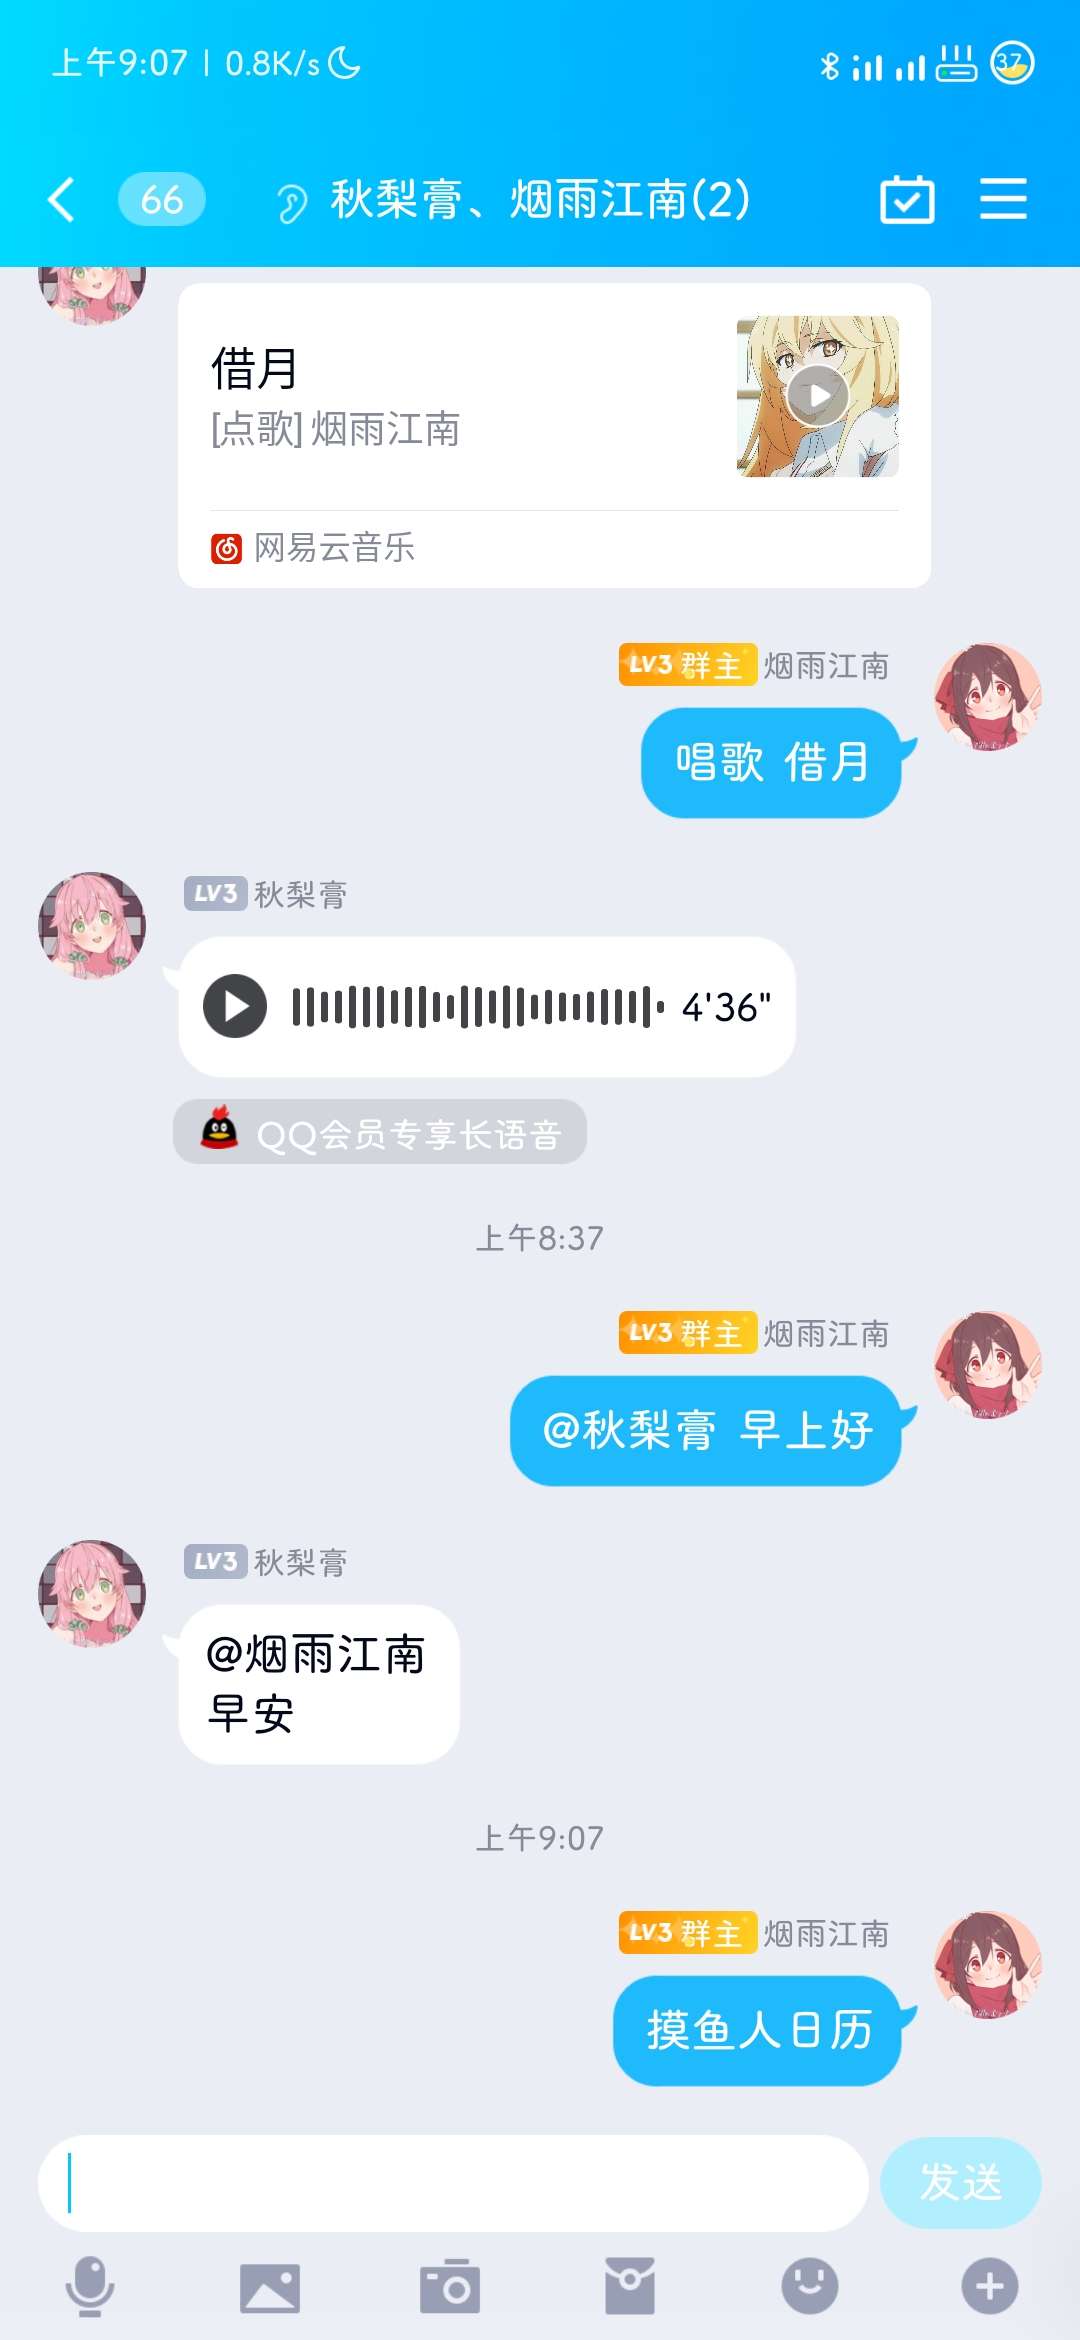 上午9:07 | 0.8K/s
37
66
秋梨膏、烟雨江南(2)
借月
[点歌] 烟雨江南
网易云音乐
LV3 群主 烟雨江南
唱歌 借月
LV3 秋梨膏
4'36"
QQ会员专享长语音
上午8:37
LV3 群主 烟雨江南
@秋梨膏 早上好
LV3 秋梨膏
@烟雨江南
早安
上午9:07
LV3 群主 烟雨江南
摸鱼人日历
发送